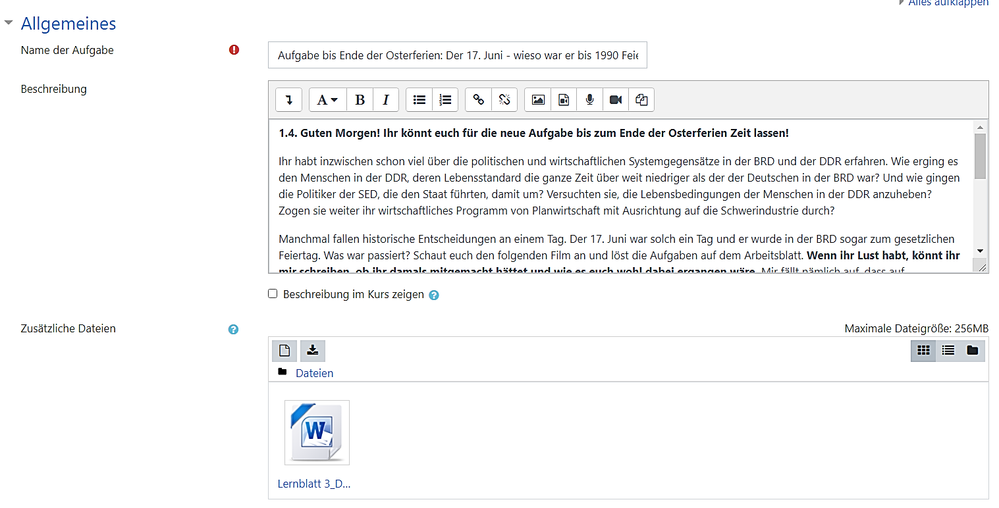 Alles aufklappen
Allgemeines
Name der Aufgabe
Aufgabe bis Ende der Osterferien: Der 17. Juni - wieso war er bis 1990 Feie
Beschreibung
A B I
1.4. Guten Morgen! Ihr könnt euch für die neue Aufgabe bis zum Ende der Osterferien Zeit lassen!
Ihr habt inzwischen schon viel über die politischen und wirtschaftlichen Systemgegensätze in der BRD und der DDR erfahren. Wie erging es
den Menschen in der DDR, deren Lebensstandard die ganze Zeit über weit niedriger als der der Deutschen in der BRD war? Und wie gingen
die Politiker der SED, die den Staat führten, damit um? Versuchten sie, die Lebensbedingungen der Menschen in der DDR anzuheben?
Zogen sie weiter ihr wirtschaftliches Programm von Planwirtschaft mit Ausrichtung auf die Schwerindustrie durch?
Manchmal fallen historische Entscheidungen an einem Tag. Der 17. Juni war solch ein Tag und er wurde in der BRD sogar zum gesetzlichen
Feiertag. Was war passiert? Schaut euch den folgenden Film an und löst die Aufgaben auf dem Arbeitsblatt. Wenn ihr Lust habt, könnt ihr
mir schreiben, ob ihr damals mitgemacht hättet und wie es euch wohl dabei ergangen wäre. Mir fällt nämlich auf, dass auf
Beschreibung im Kurs zeigen
Zusätzliche Dateien
Maximale Dateigröße: 256MB
Dateien
W
Lernblatt 3_D...